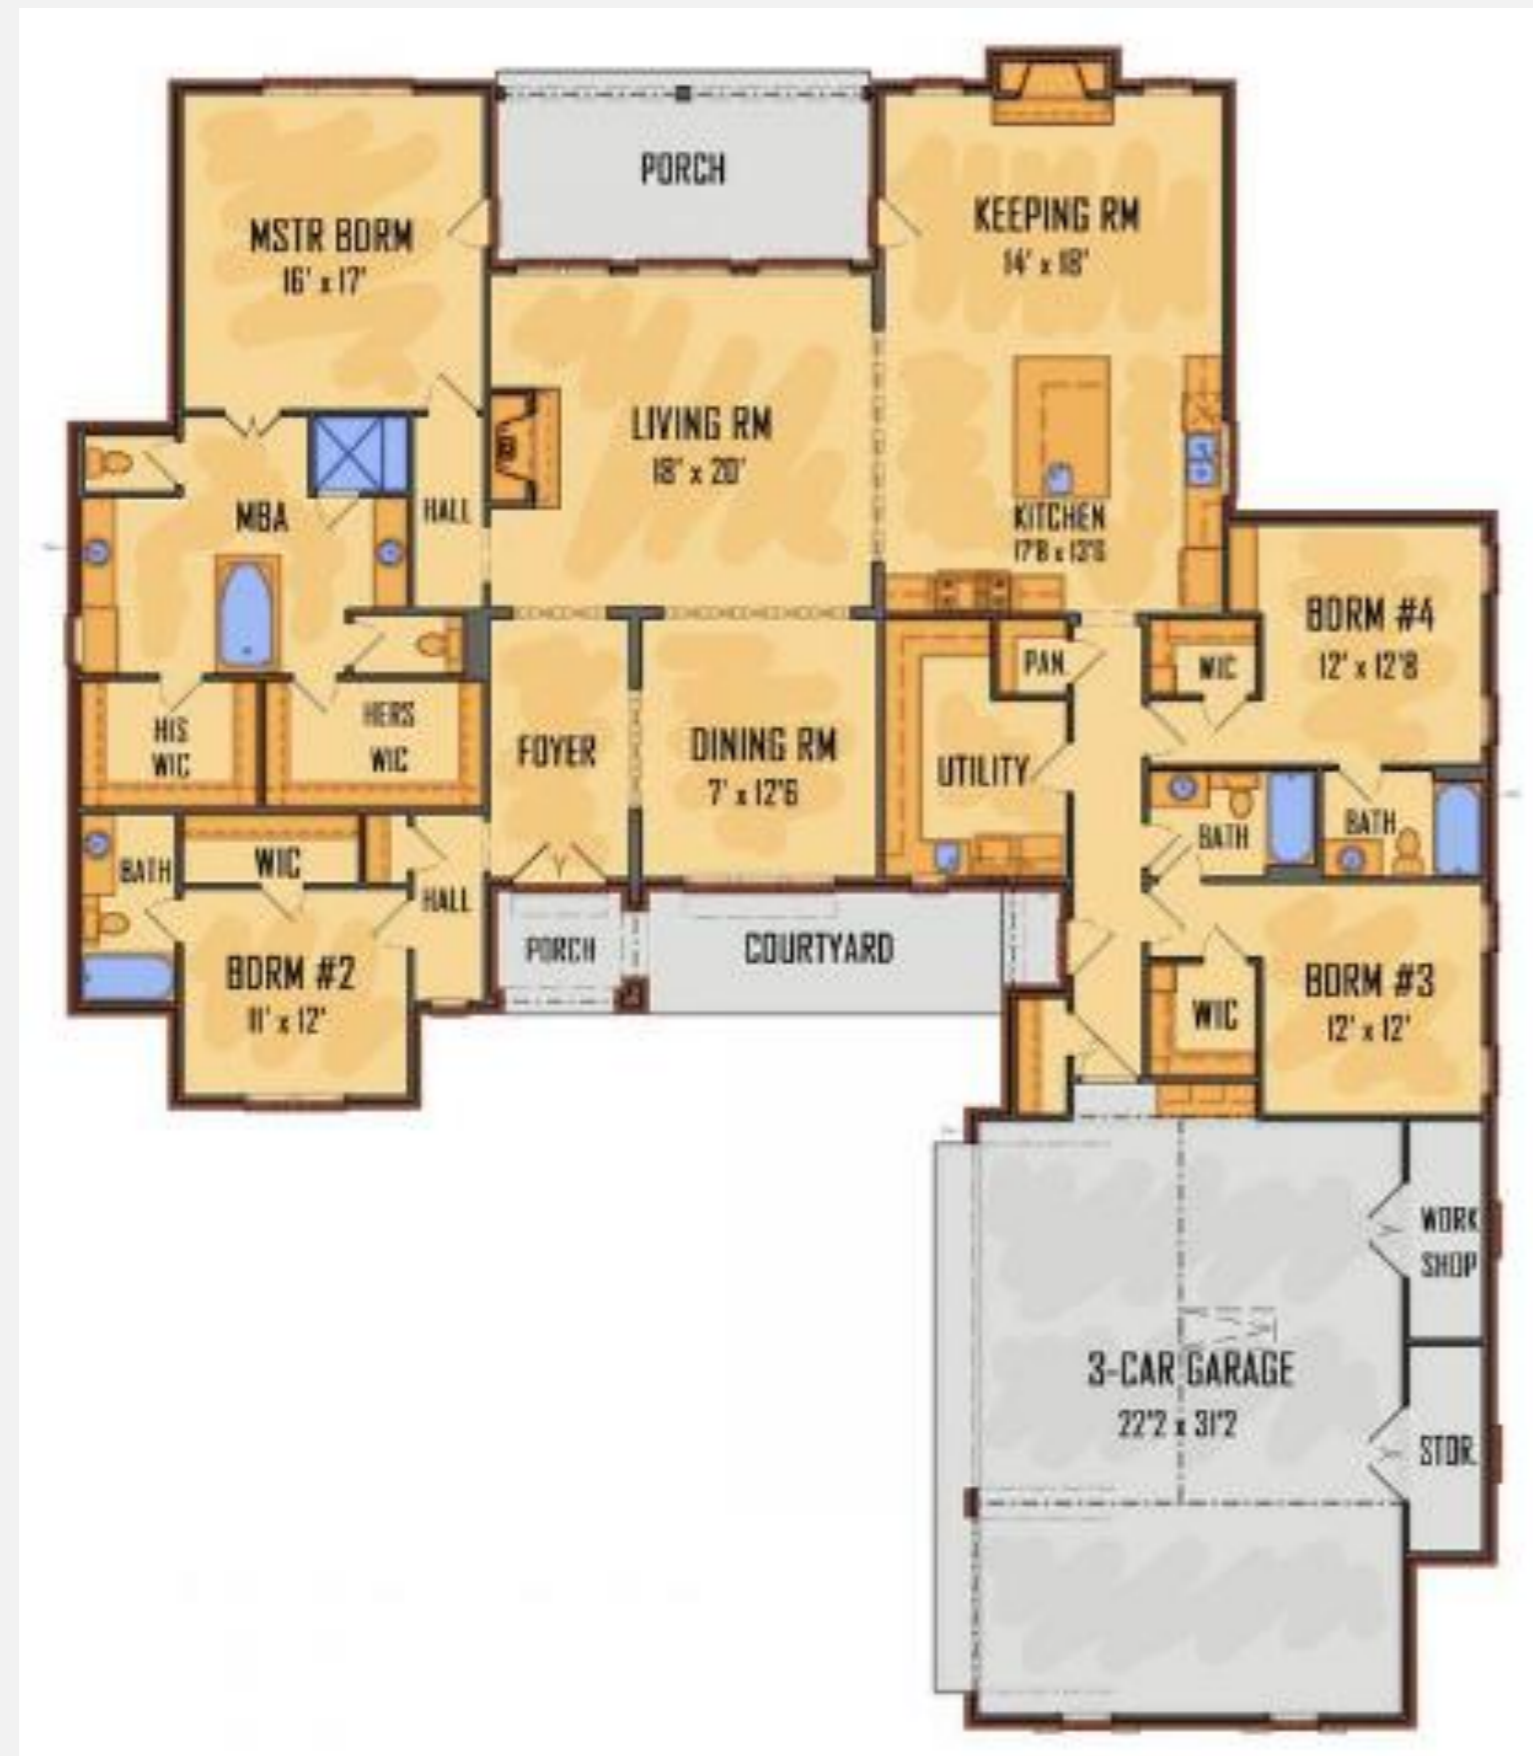 PORCH
MSTR BDRM
16' x 17'
KEEPING RM
14' x 18'
LIVING RM
18' x 20'
HALL
MBA
KITCHEN
17'8 x 13'6
BDRM #4
12' x 12'8
PAN
WIC
HIS
WIC
HERS
WIC
FOYER
DINING RM
7' x 12'6
UTILITY
BATH
BATH
BATH
WIC
HALL
BDRM #2
11' x 12'
PORCH
COURTYARD
WIC
BDRM #3
12' x 12'
WORK
SHOP
3-CAR GARAGE
22'2 x 31'2
STOR.